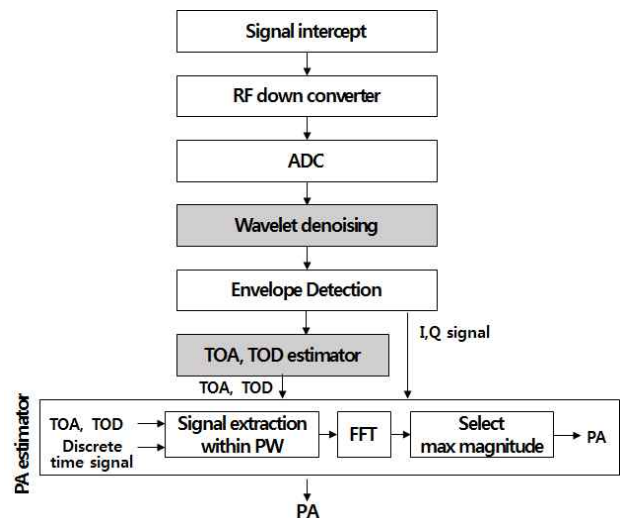 Signal intercept
RF down converter
ADC
Wavelet denoising
Envelope Detection
I,Q signal
TOA, TOD estimator
TOA, TOD
PA estimator
TOA, TOD
Discrete
time signal
Signal extraction
within PW
FFT
Select
max magnitude
PA
PA